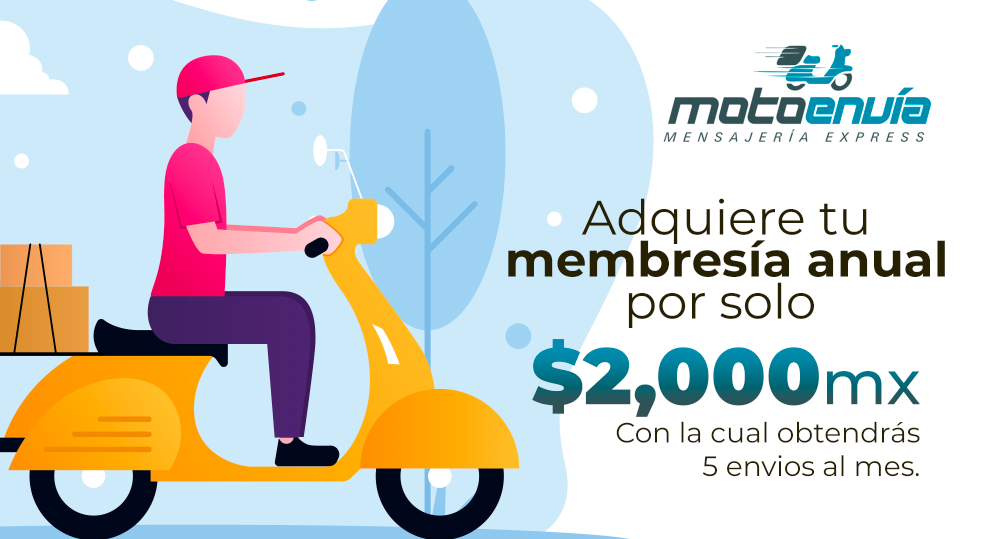 motoenvía
MENSAJERÍA EXPRESS
Adquiere tu
membresía anual
por solo
$2,000mx
Con la cual obtendrás
5 envios al mes.